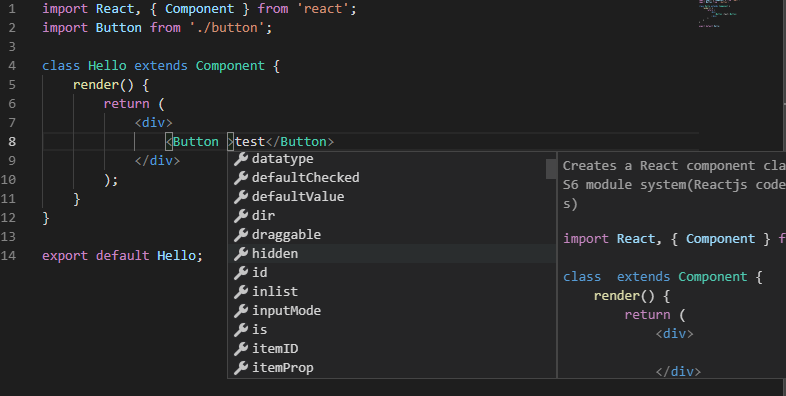 1 import React, { Component } from 'react';
2 import Button from './button';
3
4 class Hello extends Component {
5 render() {
6 return (
7 <div>
8 <Button >test</Button>
9 </div>
10 );
11 }
12 }
13
14 export default Hello;
datatype
defaultChecked
defaultValue
dir
draggable
hidden
id
inlist
inputMode
is
itemID
itemProp
Creates a React component cla
S6 module system(Reactjs code
s)
import React, { Component } f
class  extends Component {
render() {
return (
<div>
</div>